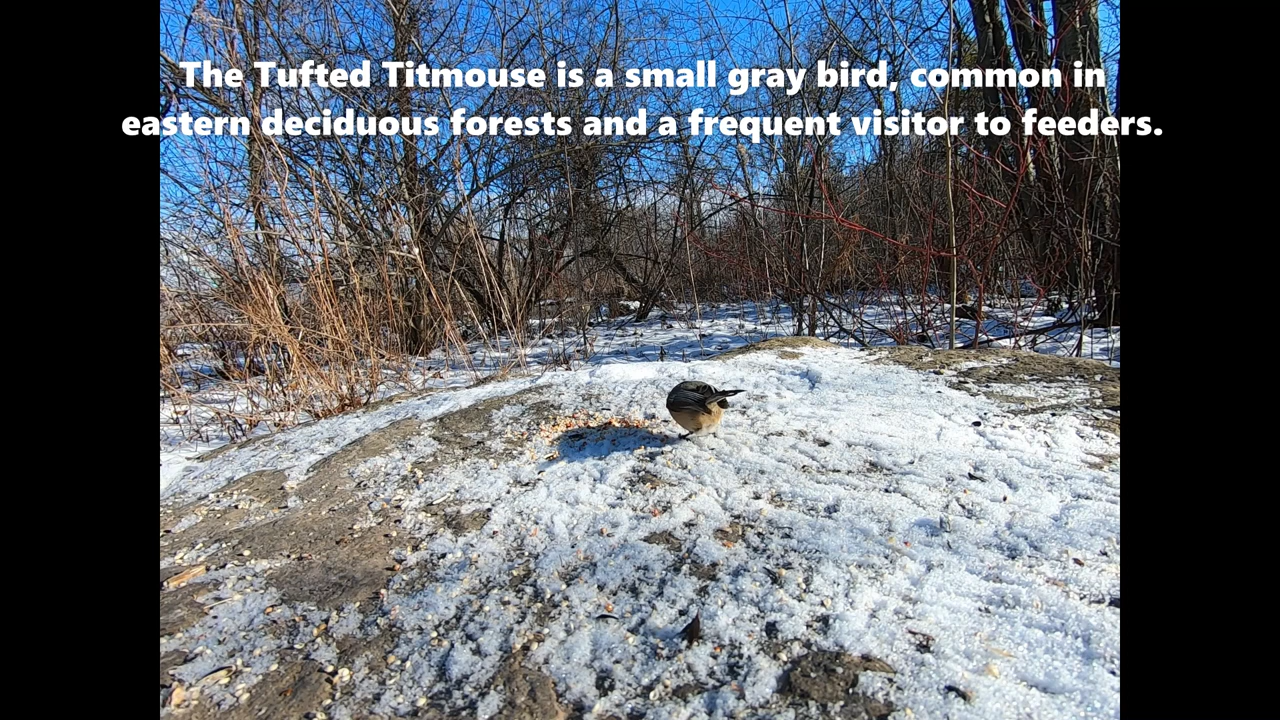 The Tufted Titmouse is a small gray bird, common in
eastern deciduous forests and a frequent visitor to feeders.